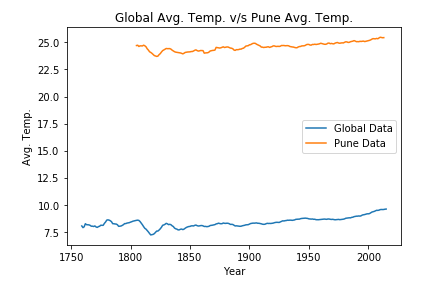 Global Avg. Temp. v/s Pune Avg. Temp.
25.0
22.5
20.0
17.5
15.0
12.5
10.0
7.5
Avg. Temp.
Global Data
Pune Data
1750 1800 1850 1900 1950 2000
Year